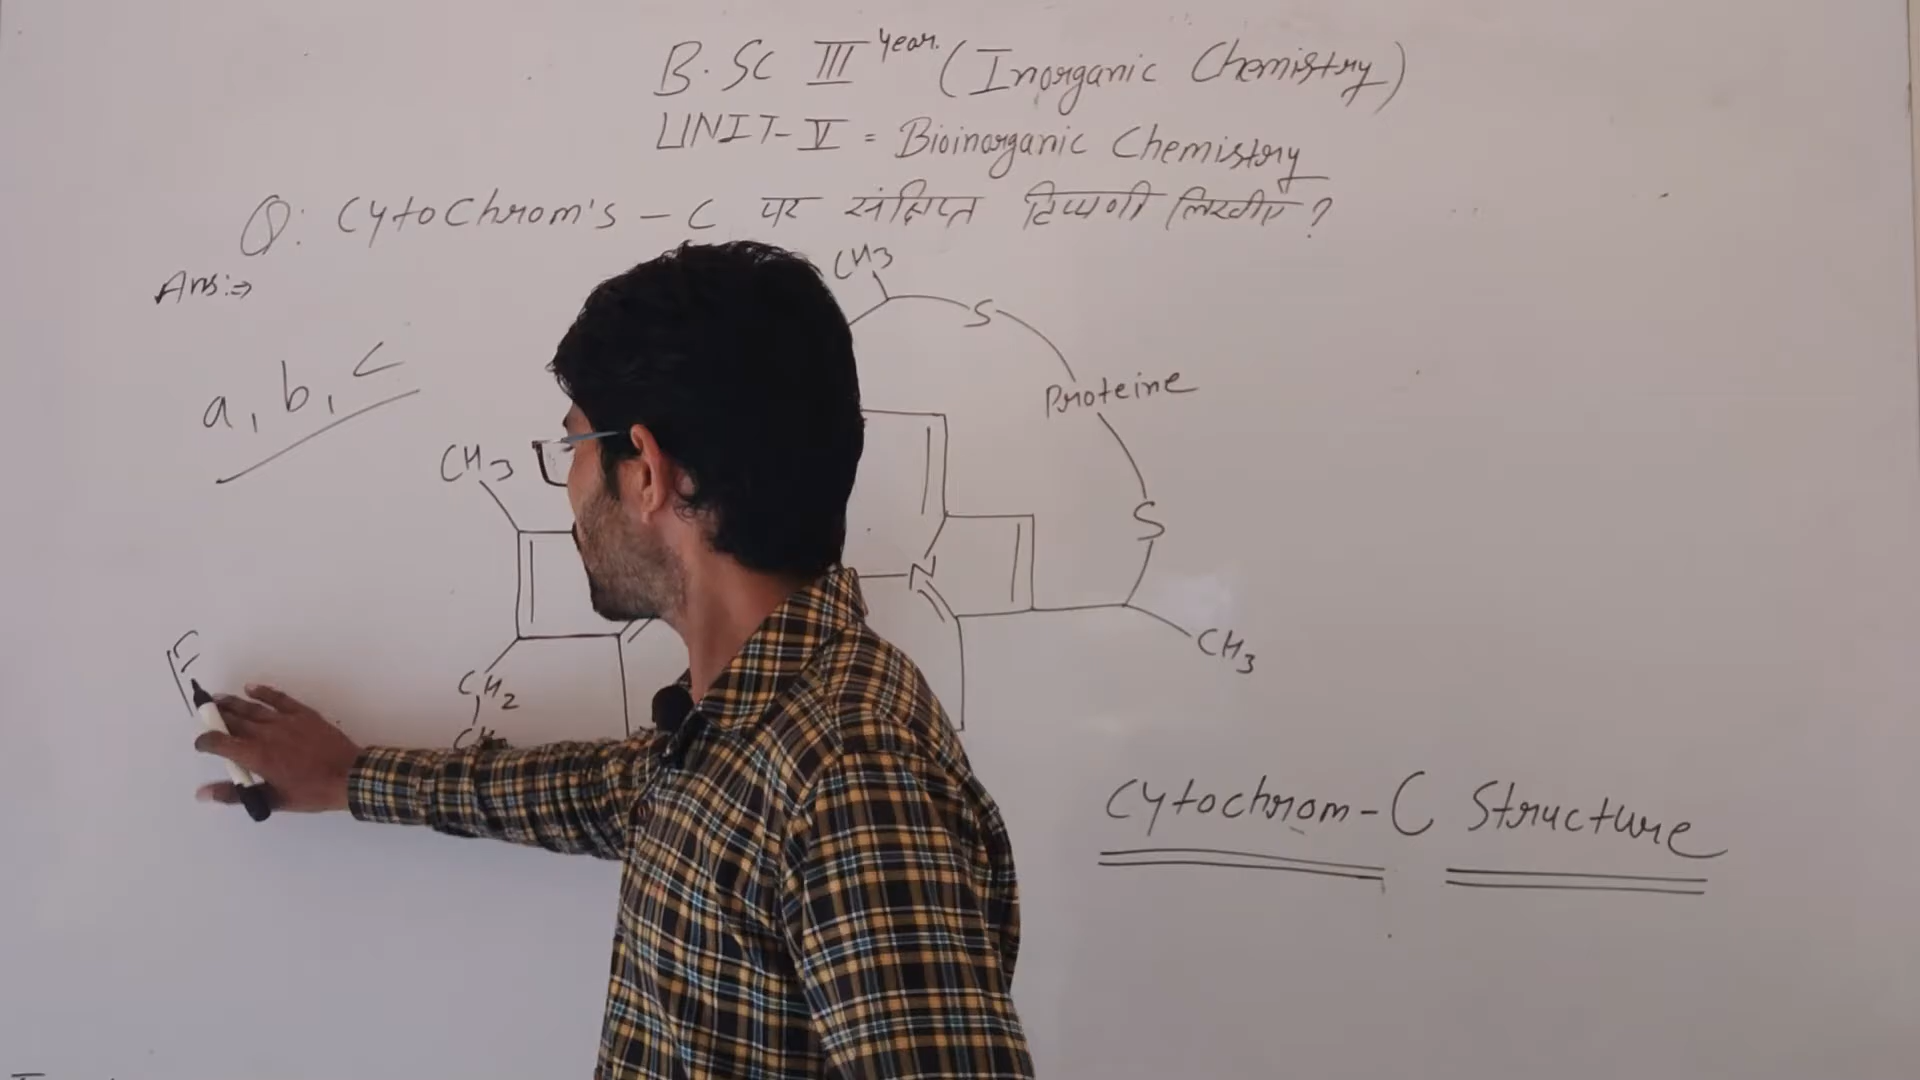 B.Sc III Year. (Inorganic Chemistry)
UNIT-V = Bioinorganic Chemistry
Q: Cytochrom's - C पर संक्षिप्त टिप्पणी लिखीए?
Ans:⇒
CH3
S
a, b, c
Proteine
CH3
S
N
CH3
CH2
Cytochrom-C Structure